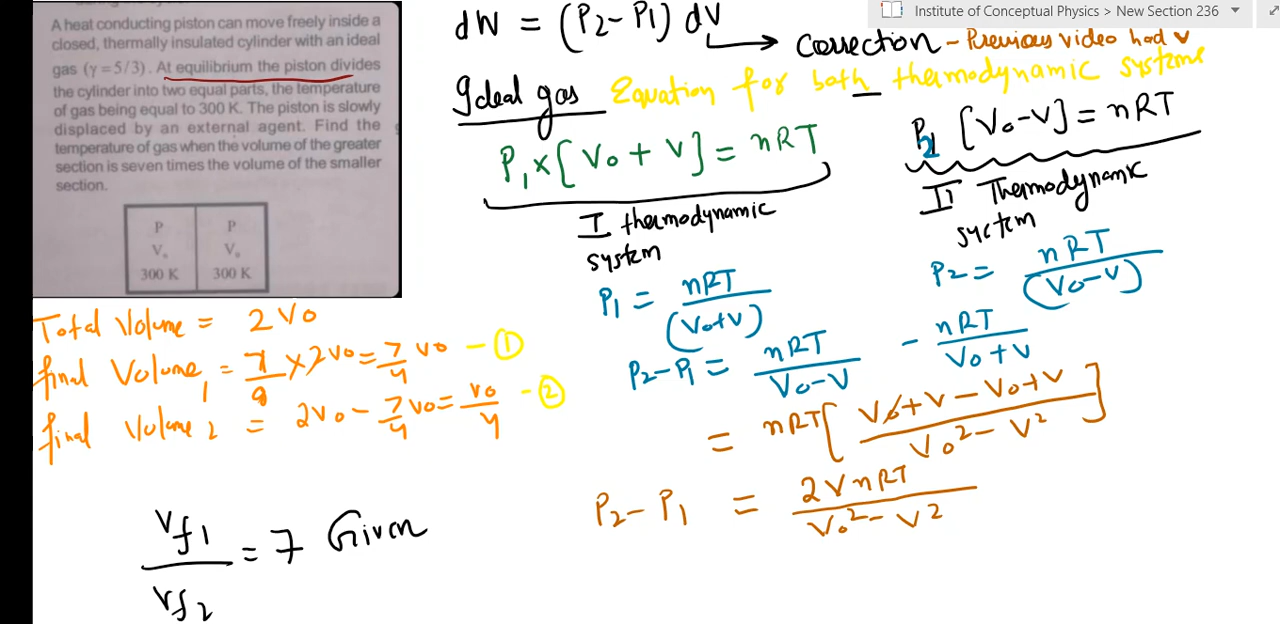 Institute of Conceptual Physics > New Section 236
A heat conducting piston can move freely inside a
closed, thermally insulated cylinder with an ideal
gas (γ=5/3). At equilibrium the piston divides
the cylinder into two equal parts, the temperature
of gas being equal to 300 K. The piston is slowly
displaced by an external agent. Find the
temperature of gas when the volume of the greater
section is seven times the volume of the smaller
section.
P P
V₀ V₀
300 K 300 K
Total Volume = 2V₀
final Volume₁ = 7/8 × 2V₀ = 7/4 V₀ – ①
final Volume₂ = 2V₀ – 7/4 V₀ = V₀/4 – ②
Vf1/Vf2 = 7 Given
dW = (P₂–P₁) dV → Correction – Previous video had V
Ideal gas Equation for both thermodynamic systems
P₁ × [V₀ + V] = nRT
I thermodynamic
system
P₂ [V₀–V] = nRT
II Thermodynamic
system
P₁ = nRT/(V₀+V)
P₂ = nRT/(V₀–V)
P₂–P₁ = nRT/V₀–V – nRT/V₀+V
= nRT[V₀+V–V₀+V/V₀²–V²]
P₂–P₁ = 2VnRT/V₀²–V²